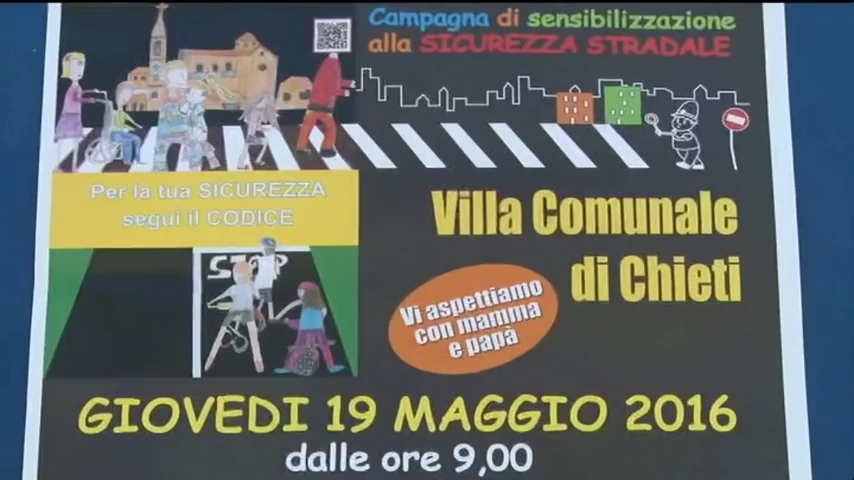 Campagna di sensibilizzazione
alla SICUREZZA STRADALE
Per la tua SICUREZZA
segui il CODICE
STOP
Villa Comunale
di Chieti
Vi aspettiamo
con mamma
e papà
GIOVEDI 19 MAGGIO 2016
dalle ore 9,00